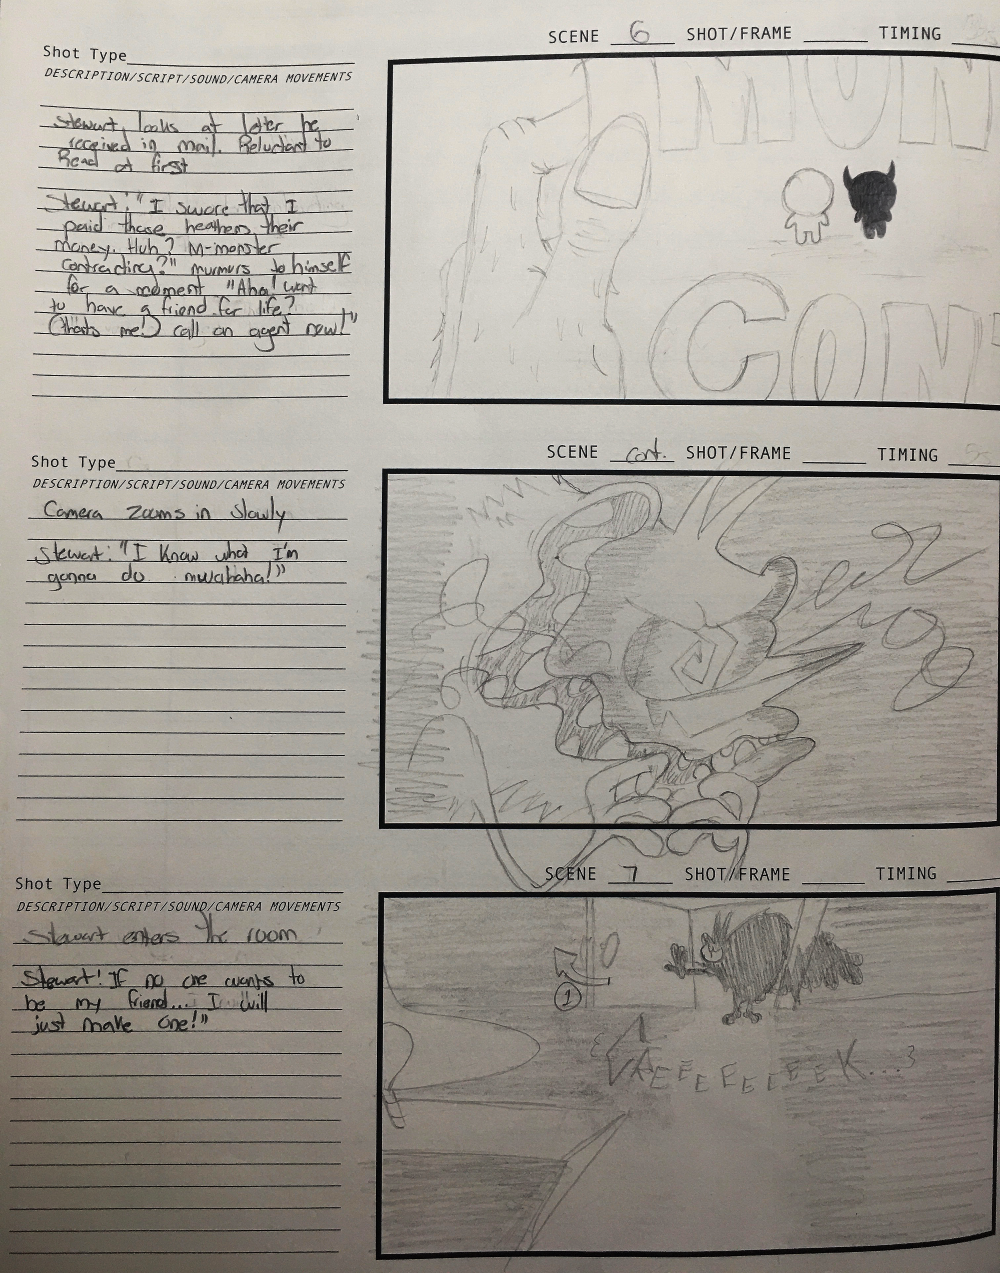 SCENE 6 SHOT/FRAME ______ TIMING
Shot Type
DESCRIPTION/SCRIPT/SOUND/CAMERA MOVEMENTS
Stewart looks at letter he
received in mail. Reluctant to
Read at first
Stewart: "I swore that I
paid those heathens their
money. Huh? M-monster
contracting?" murmurs to himself
for a moment "Aha! want
to have a friend for life?
(thats me!) call an agent now!"
MON
CONT
SCENE cont. SHOT/FRAME ______ TIMING
Shot Type
DESCRIPTION/SCRIPT/SOUND/CAMERA MOVEMENTS
Camera zooms in slowly
Stewart: "I know what I'm
gonna do mwahaha!"
SCENE 7 SHOT/FRAME ______ TIMING
Shot Type
DESCRIPTION/SCRIPT/SOUND/CAMERA MOVEMENTS
Stewart enters the room
Stewart! If no one wants to
be my friend... I will
just make one!"
1